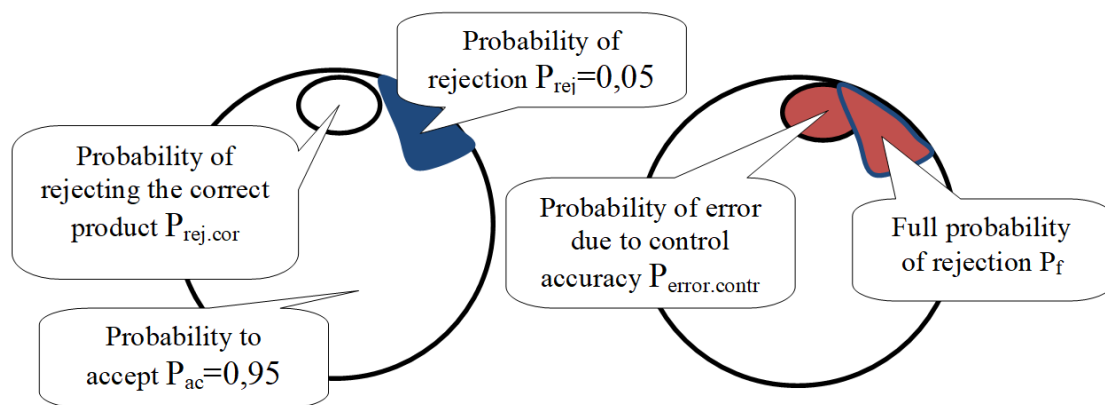 Probability of
rejection Prej=0,05
Probability of
rejecting the correct
product Prej.cor
Probability to
accept Pac=0,95
Probability of error
due to control
accuracy Perror.contr
Full probability
of rejection Pf